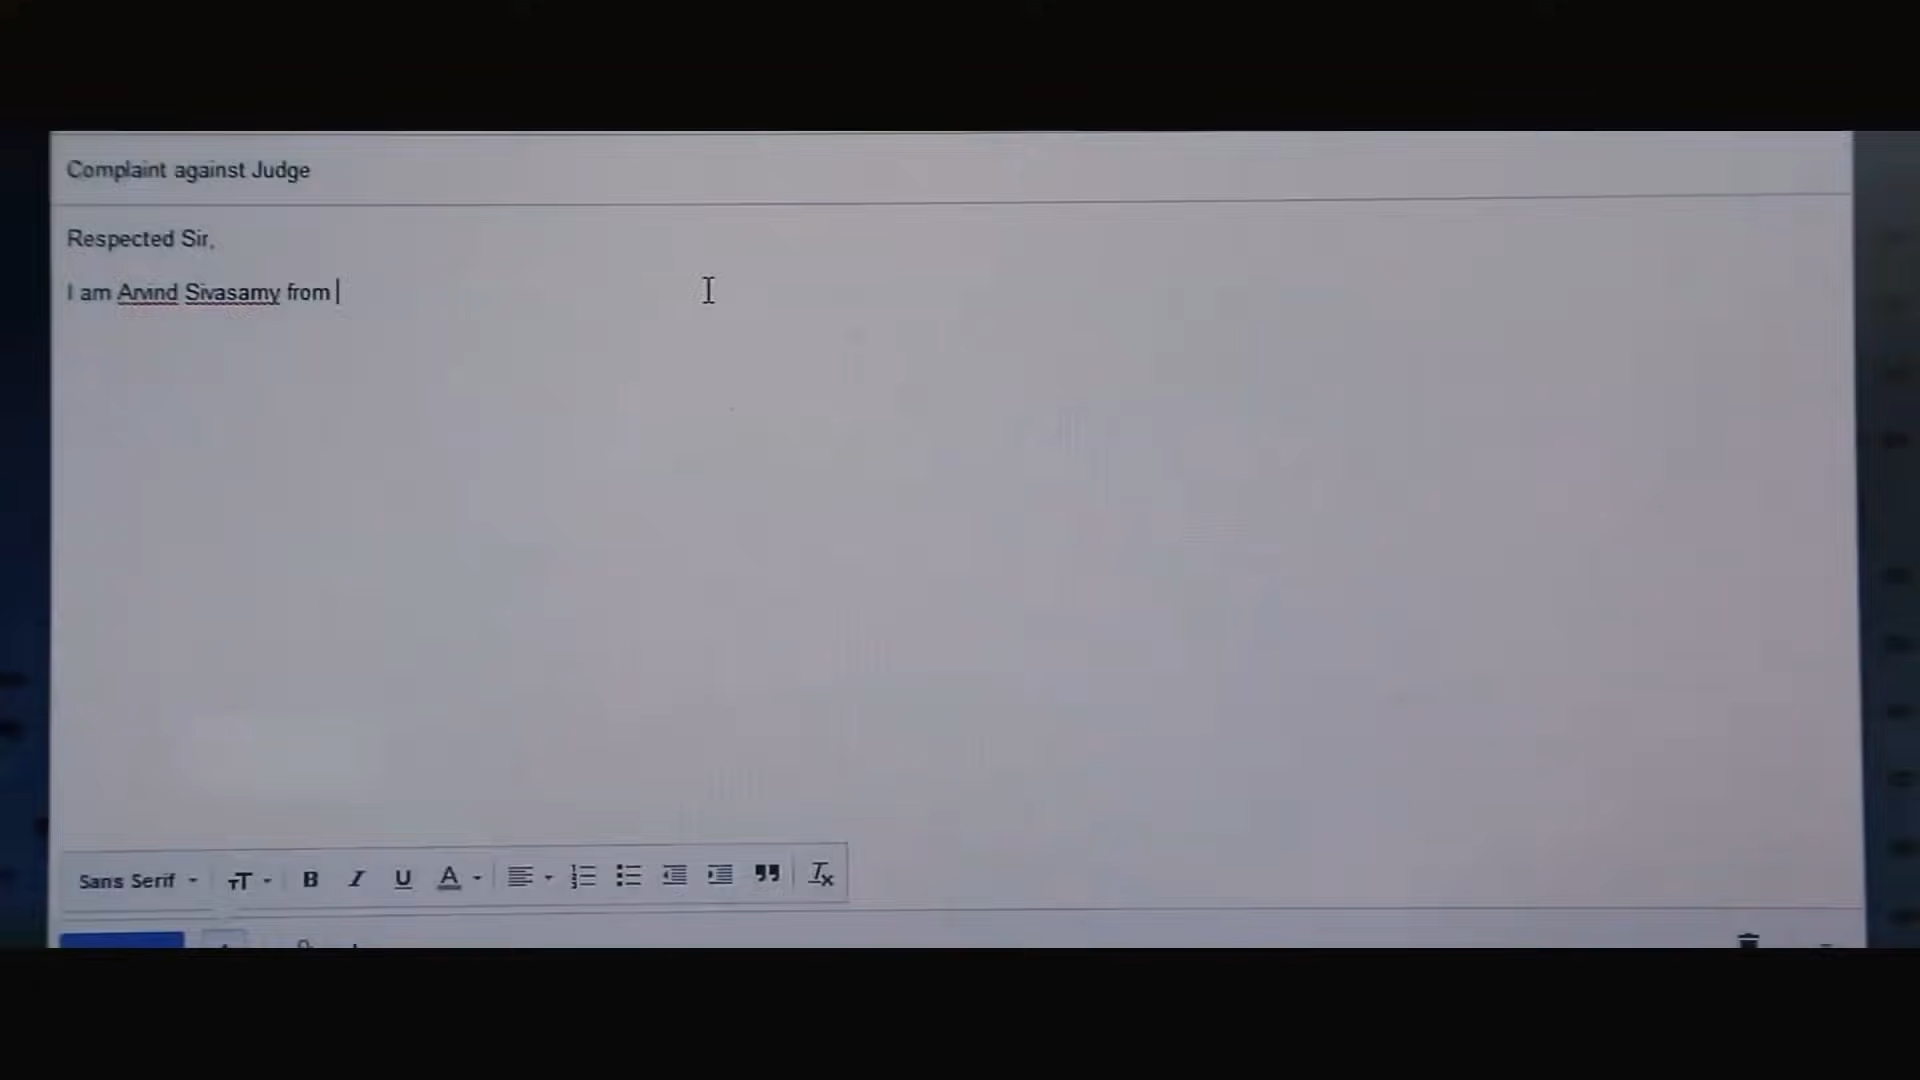 Complaint against Judge
Respected Sir,
I am Arvind Sivasamy from
Sans Serif